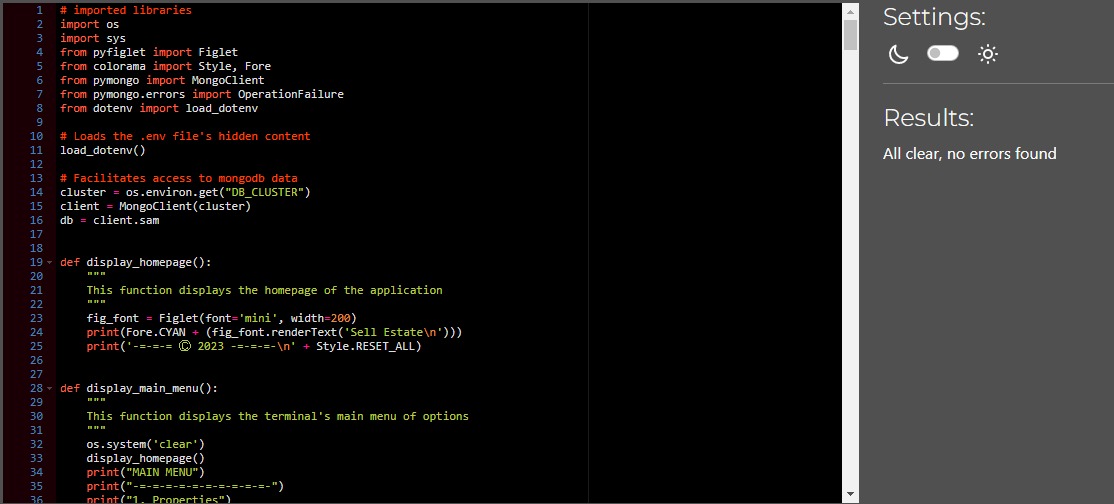 1 # imported libraries
2 import os
3 import sys
4 from pyfiglet import Figlet
5 from colorama import Style, Fore
6 from pymongo import MongoClient
7 from pymongo.errors import OperationFailure
8 from dotenv import load_dotenv
9
10 # Loads the .env file's hidden content
11 load_dotenv()
12
13 # Facilitates access to mongodb data
14 cluster = os.environ.get("DB_CLUSTER")
15 client = MongoClient(cluster)
16 db = client.sam
17
18
19 def display_homepage():
20     """
21     This function displays the homepage of the application
22     """
23     fig_font = Figlet(font='mini', width=200)
24     print(Fore.CYAN + (fig_font.renderText('Sell Estate\n')))
25     print('-=-=-= © 2023 -=-=-=-\n' + Style.RESET_ALL)
26
27
28 def display_main_menu():
29     """
30     This function displays the terminal's main menu of options
31     """
32     os.system('clear')
33     display_homepage()
34     print("MAIN MENU")
35     print("-=-=-=-=-=-=-=-=-=-=-")
36     print("1. Properties")
Settings:
Results:
All clear, no errors found